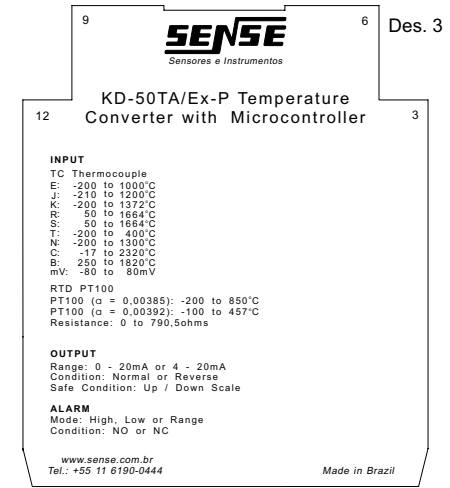 9
6
Des. 3
SENSE
Sensores e Instrumentos
KD-50TA/Ex-P Temperature
12
Converter with Microcontroller
3
INPUT
TC Thermocouple
E: -200 to 1000°C
J: -210 to 1200°C
K: -200 to 1372°C
R: 50 to 1664°C
S: 50 to 1664°C
T: -200 to 400°C
N: -200 to 1300°C
C: -17 to 2320°C
B: 250 to 1820°C
mV: -80 to 80mV
RTD PT100
PT100 (α = 0,00385): -200 to 850°C
PT100 (α = 0,00392): -100 to 457°C
Resistance: 0 to 790,5ohms
OUTPUT
Range: 0 - 20mA or 4 - 20mA
Condition: Normal or Reverse
Safe Condition: Up / Down Scale
ALARM
Mode: High, Low or Range
Condition: NO or NC
www.sense.com.br
Tel.: +55 11 6190-0444
Made in Brazil